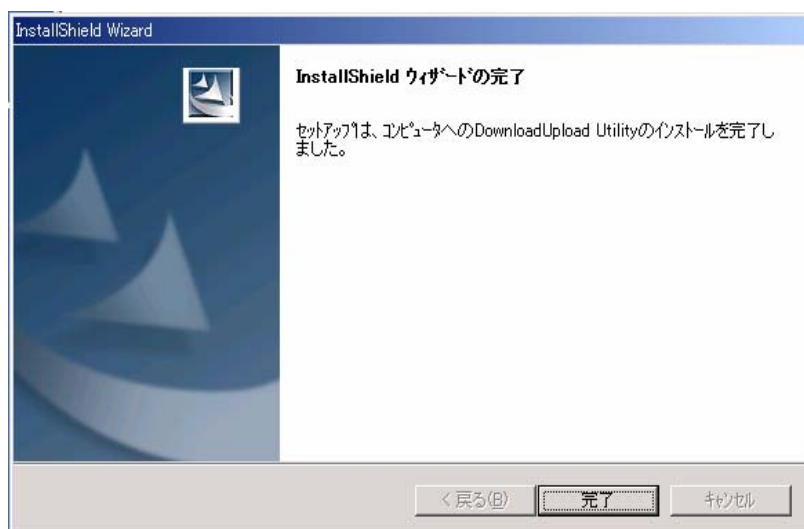 InstallShield Wizard
InstallShield ウィザードの完了
セットアップは、コンピュータへのDownloadUpload Utilityのインストールを完了し
ました。
< 戻る(B)
完了
キャンセル